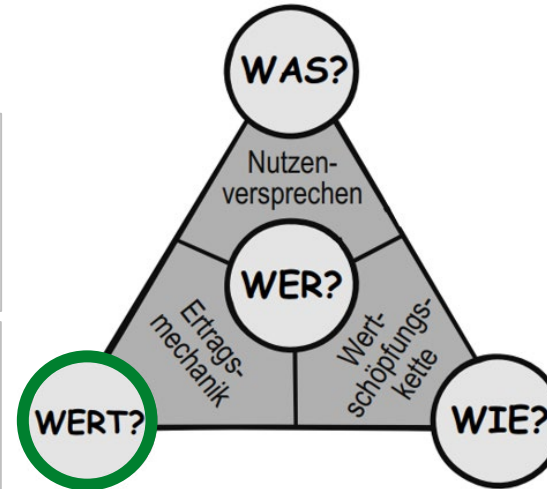 WAS?
Nutzen-
versprechen
WER?
Ertrags-
mechanik
Wert-
schöpfungs-
kette
WERT?
WIE?